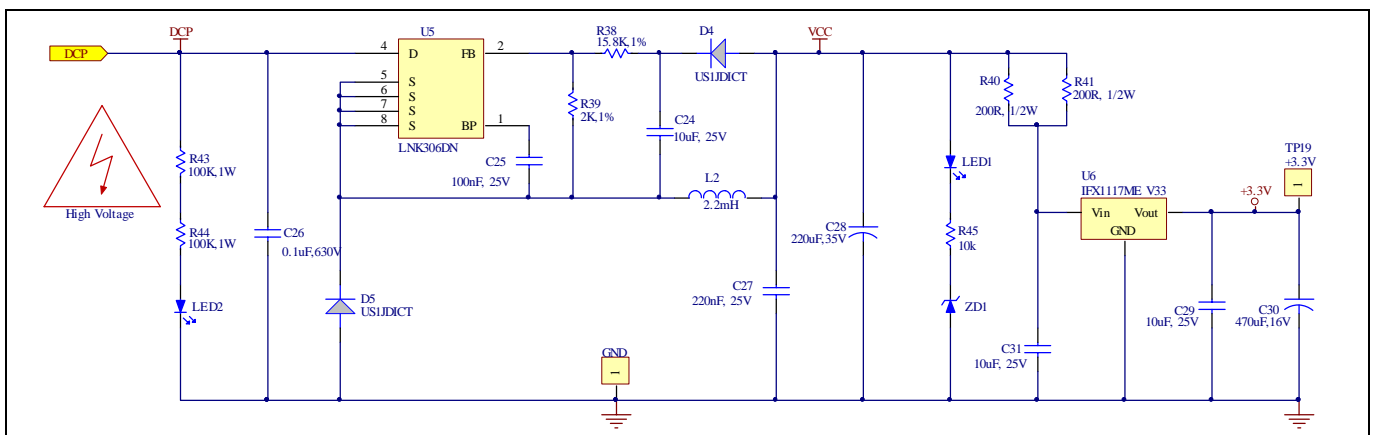 DCP
DCP
High Voltage
R43
100K,1W
R44
100K,1W
LED2
C26
0.1uF,630V
U5
4
D
FB
2
5
S
6
S
7
S
8
S
BP
1
LNK306DN
D5
US1JDICT
C25
100nF, 25V
R38
15.8K,1%
R39
2K,1%
C24
10uF, 25V
D4
US1JDICT
L2
2.2mH
GND
1
C27
220nF, 25V
VCC
C28
220uF,35V
LED1
R45
10k
ZD1
R40
200R, 1/2W
R41
200R, 1/2W
C31
10uF, 25V
U6
IFX1117ME V33
Vin
Vout
GND
C29
10uF, 25V
+3.3V
TP19
+3.3V
1
C30
470uF,16V